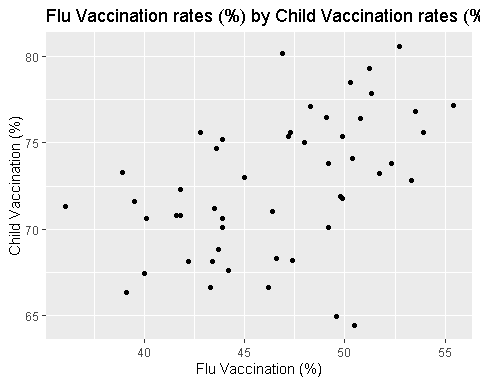 Flu Vaccination rates (%) by Child Vaccination rates (%
80
75
70
65
Child Vaccination (%)
40 45 50 55
Flu Vaccination (%)